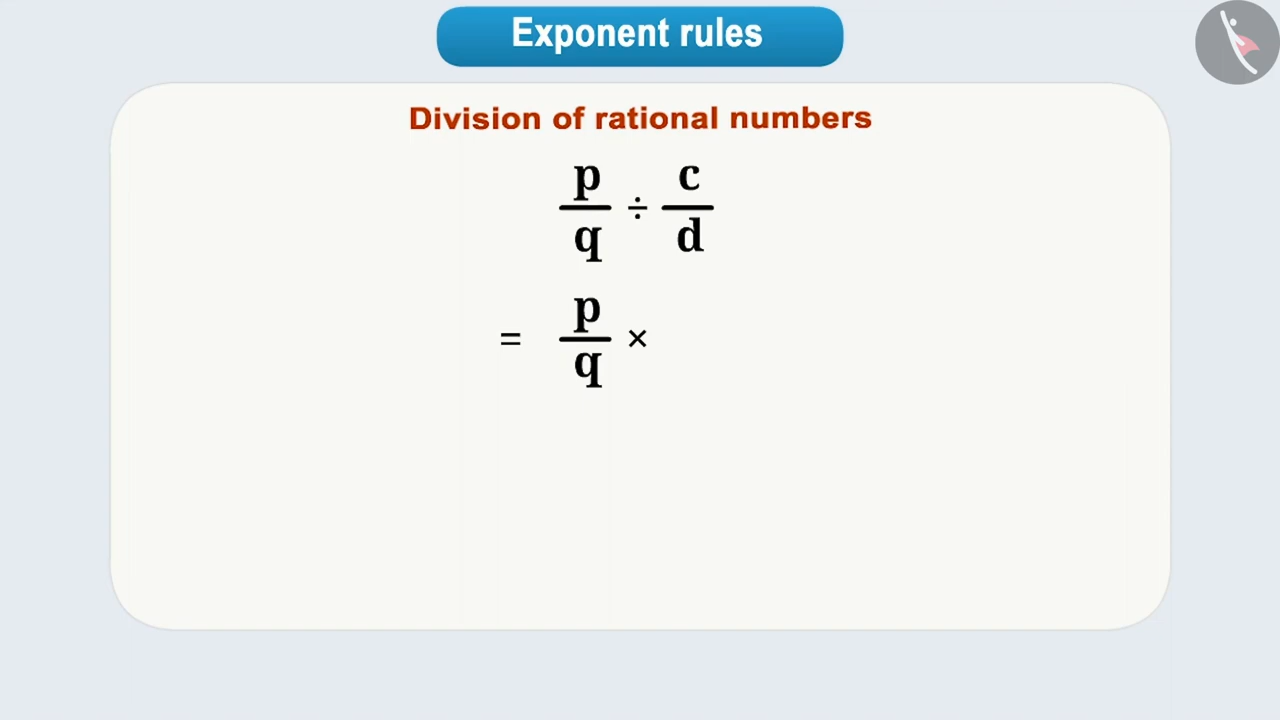 Exponent rules
Division of rational numbers
p/q ÷ c/d
= p/q ×